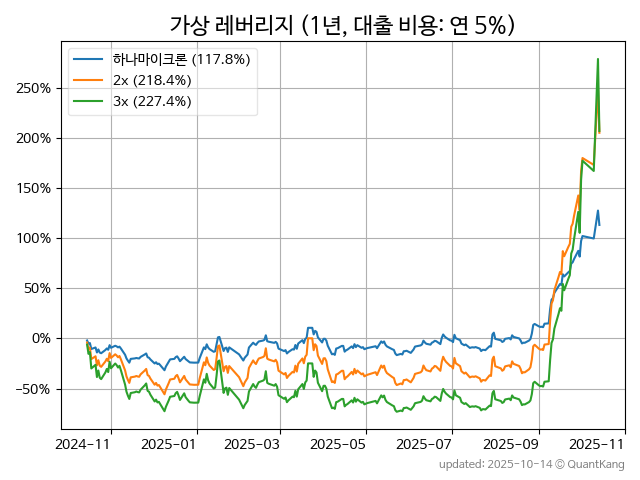 가상 레버리지 (1년, 대출 비용: 연 5%)
하나마이크론 (117.8%)
2x (218.4%)
3x (227.4%)
250%
200%
150%
100%
50%
0%
−50%
2024-11
2025-01
2025-03
2025-05
2025-07
2025-09
2025-11
updated: 2025-10-14 © QuantKang